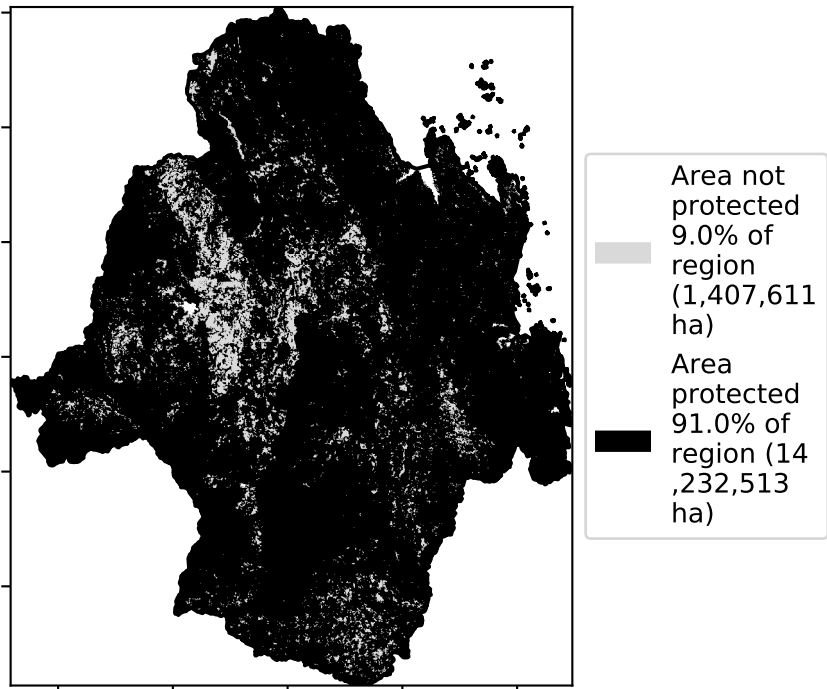 Area not
protected
9.0% of
region
(1,407,611
ha)
Area
protected
91.0% of
region (14
,232,513
ha)